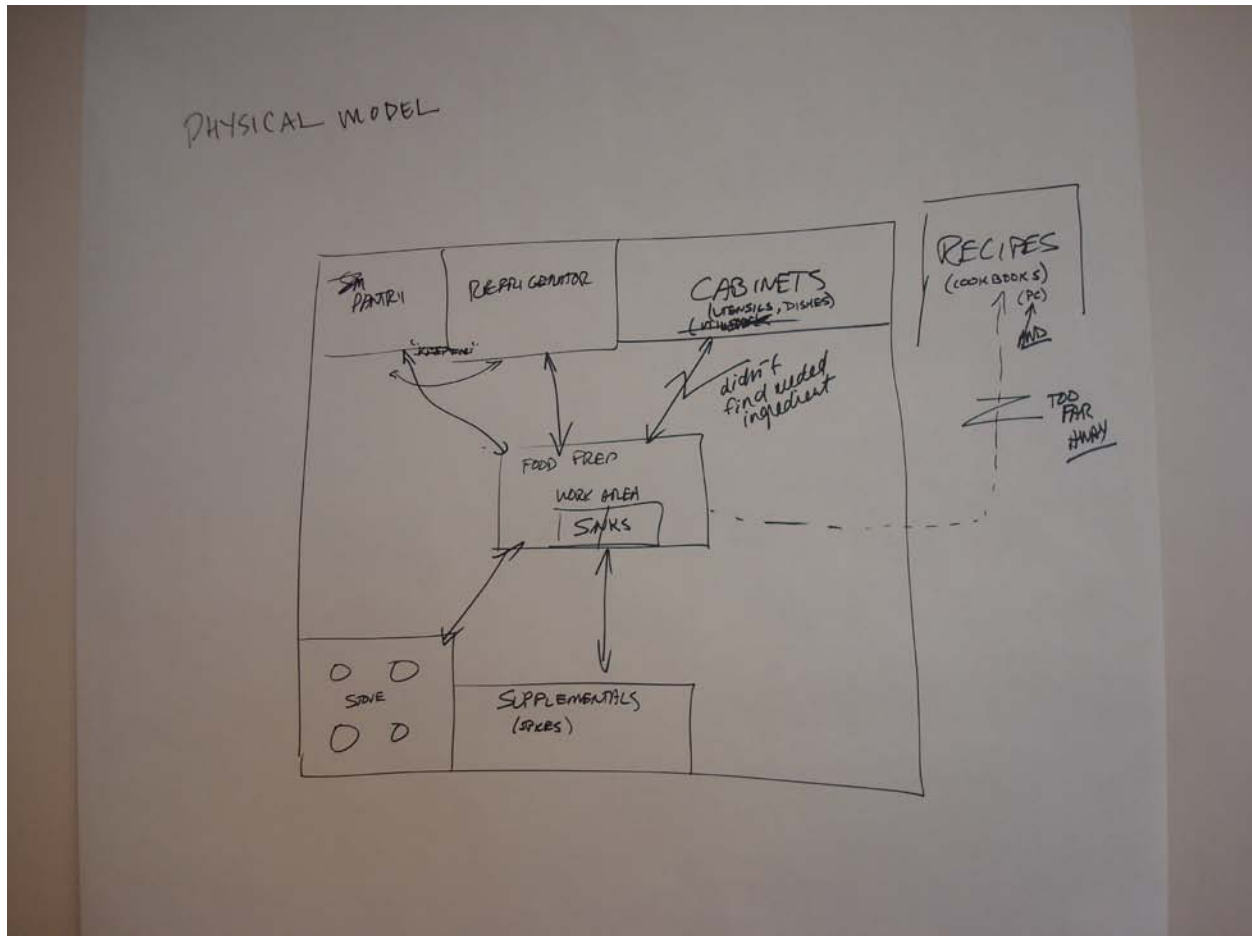 PHYSICAL MODEL
SM
PANTRY
REFRIGERATOR
CABINETS
(UTENSILS, DISHES)
RECIPES
(COOKBOOKS)
(PC)
AND
didn't
find needed
ingredient
TOO
FAR
AWAY
FOOD PREP
WORK AREA
SINKS
STOVE
SUPPLEMENTALS
(SPICES)